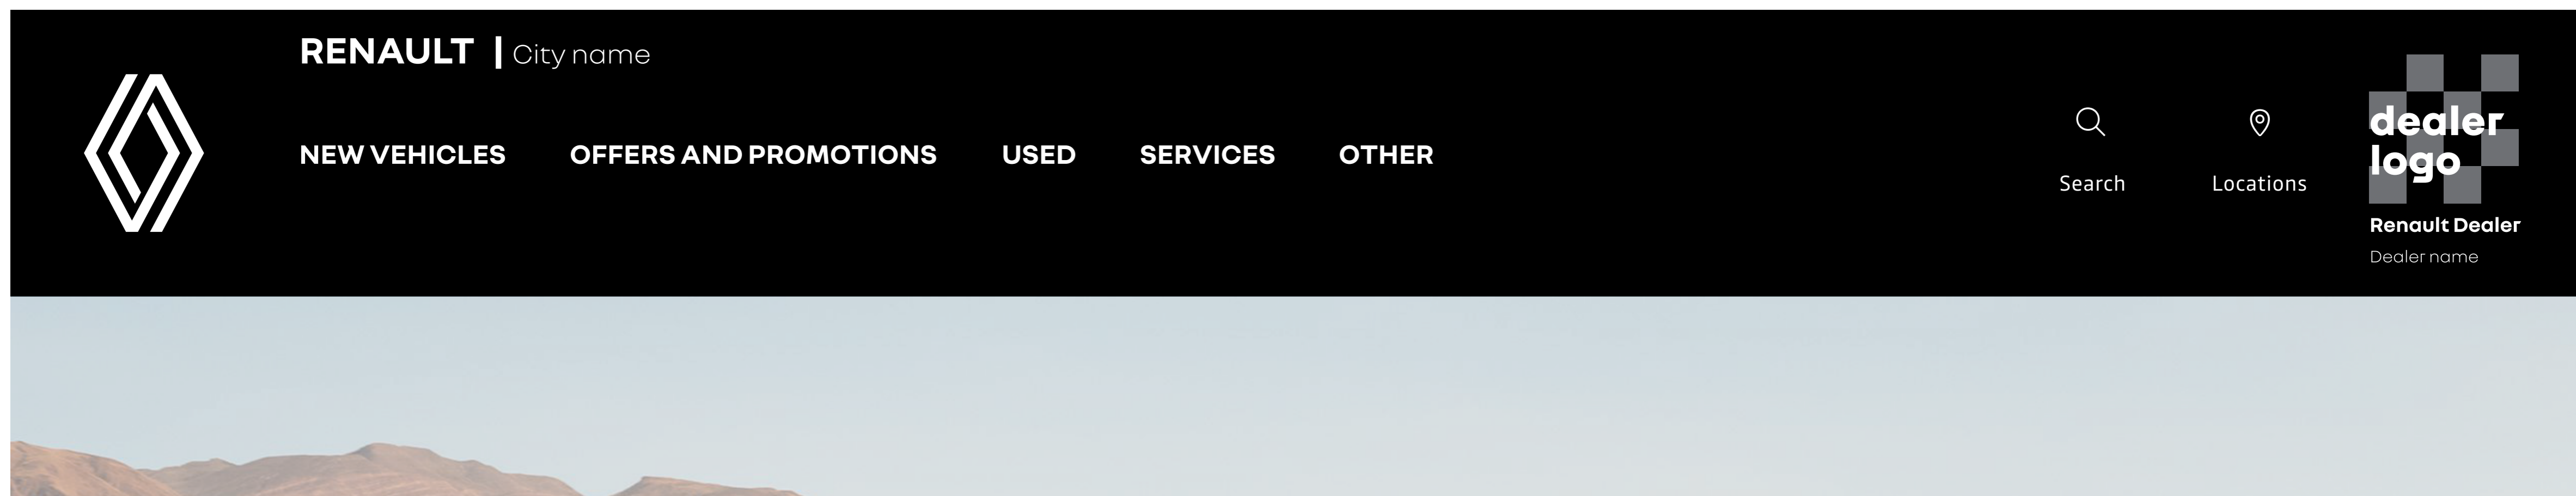 RENAULT | City name
NEW VEHICLES OFFERS AND PROMOTIONS USED SERVICES OTHER
Search Locations
dealer
logo
Renault Dealer
Dealer name